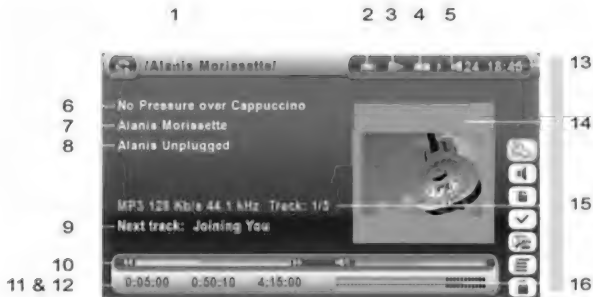 1 2 3 4 5
/Alanis Morissette/ 24 18:45 13
6 No Pressure over Cappuccino
7 Alanis Morissette 14
8 Alanis Unplugged
MP3 128 Kb/s 44.1 kHz Track: 1/5 15
9 Next track: Joining You
10
11 & 12 0:05:00 0:50:10 4:15:00 16